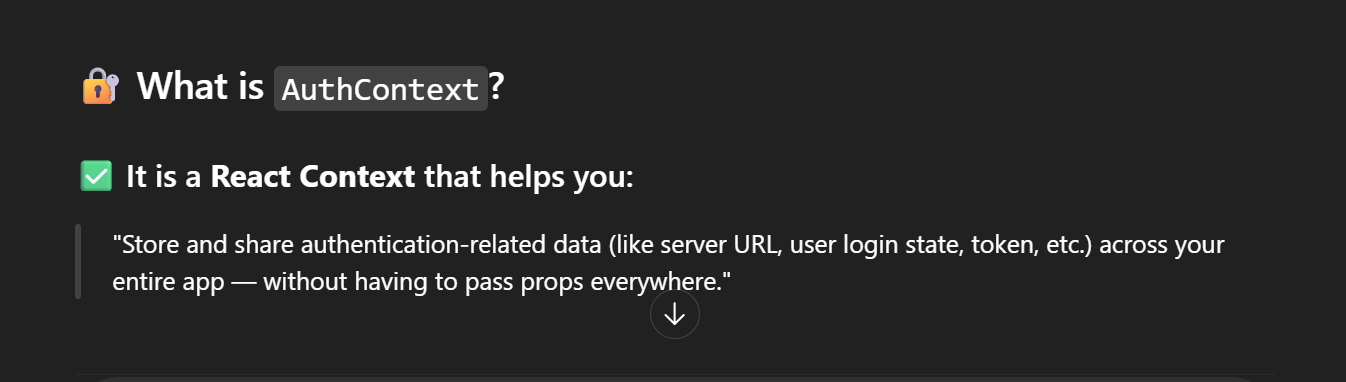 🔐 What is AuthContext?
✅ It is a React Context that helps you:
"Store and share authentication-related data (like server URL, user login state, token, etc.) across your
entire app — without having to pass props everywhere."